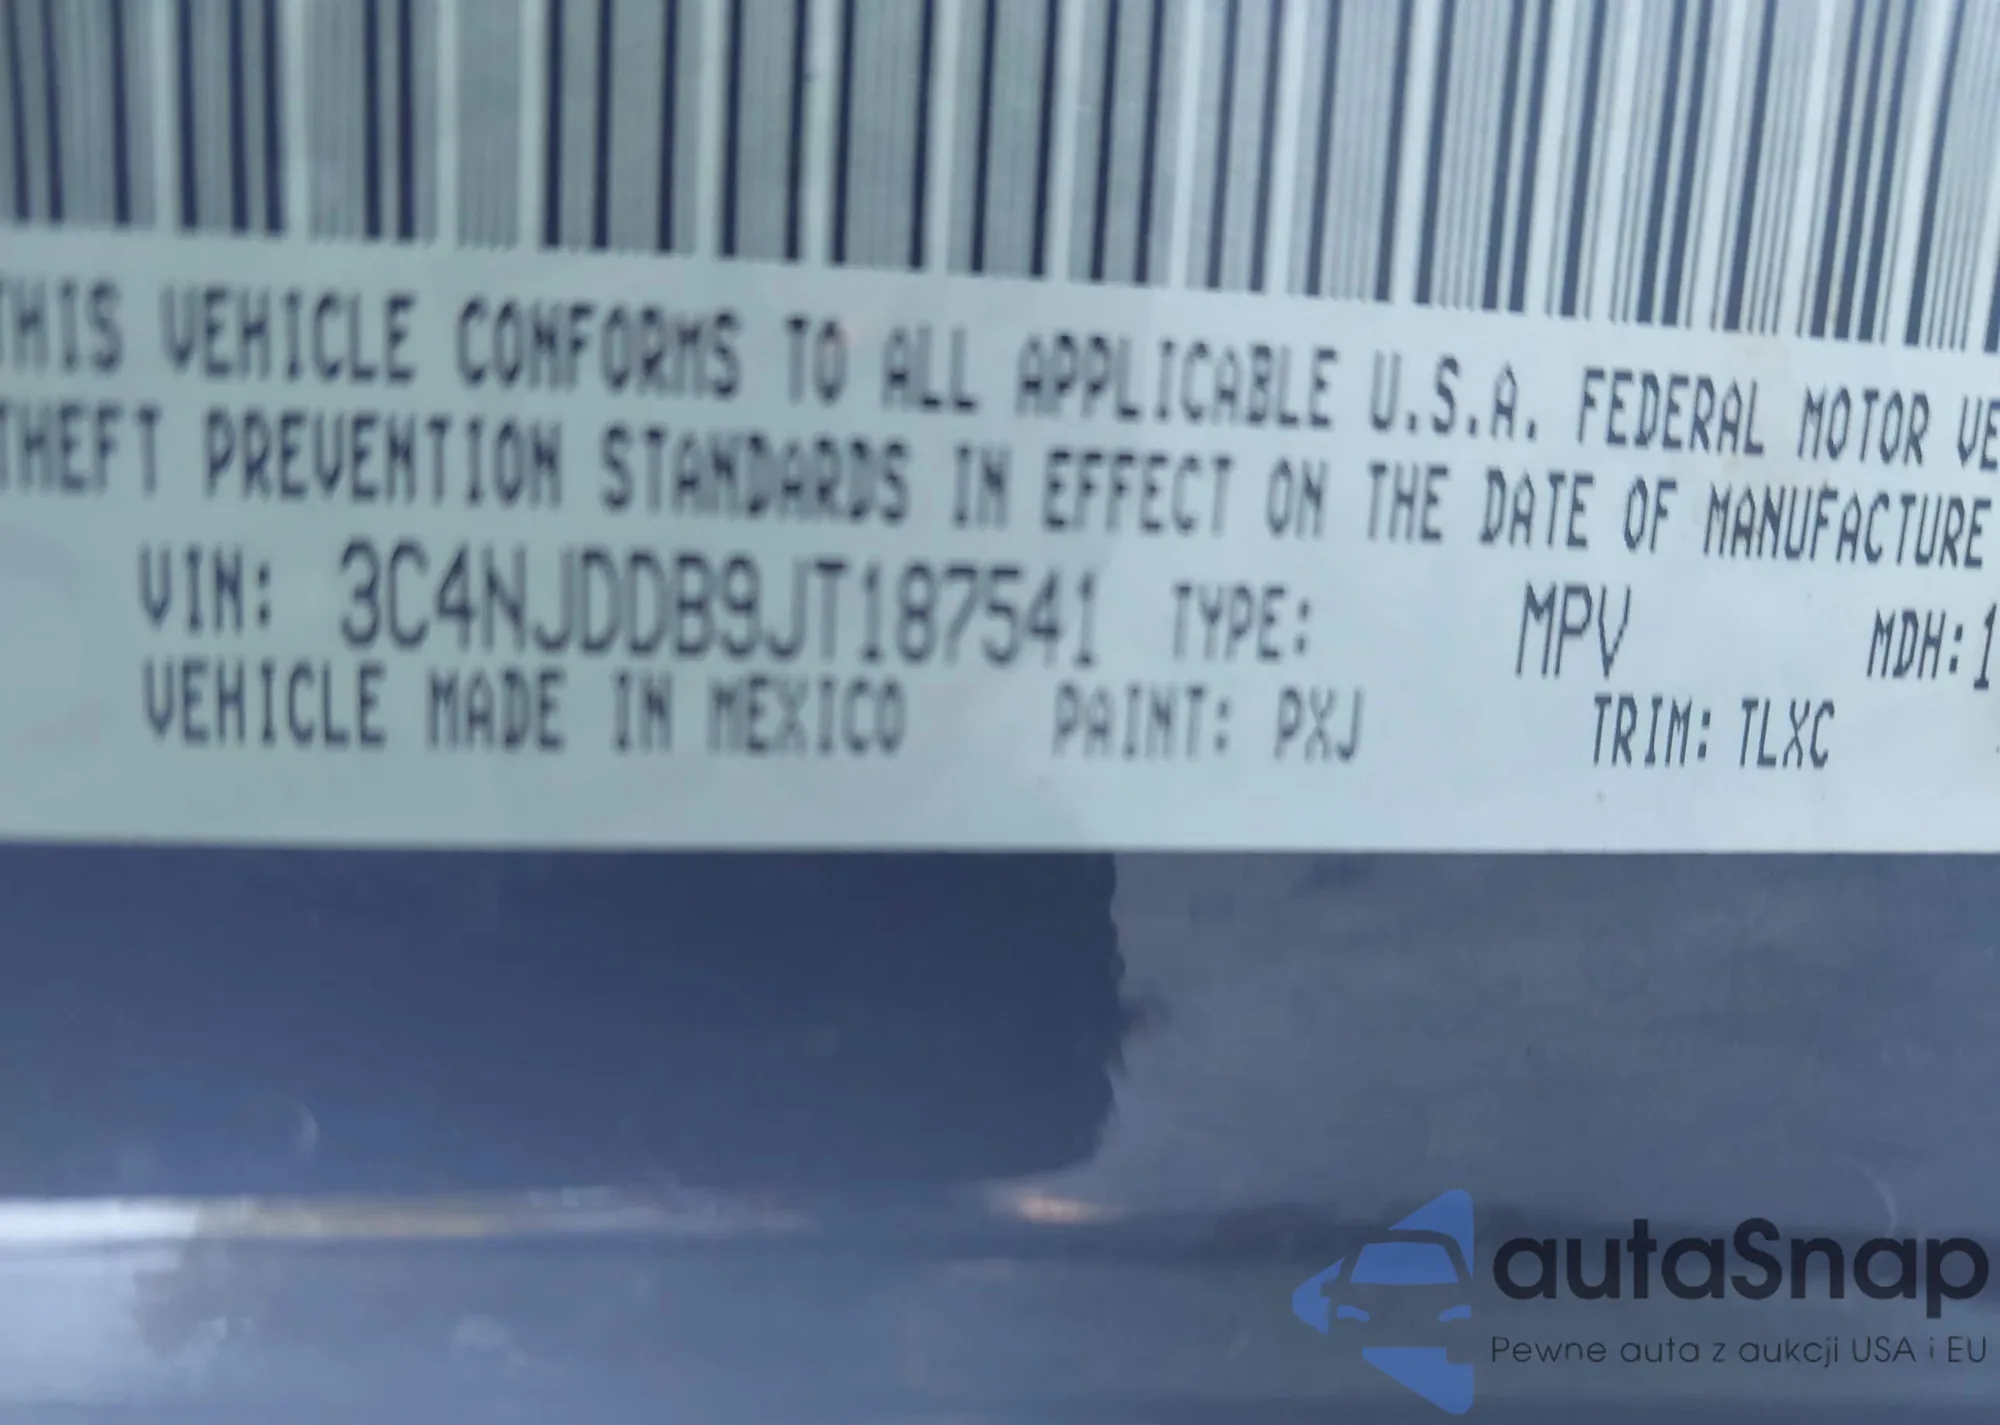 THIS VEHICLE CONFORMS TO ALL APPLICABLE U.S.A. FEDERAL MOTOR VE
THEFT PREVENTION STANDARDS IN EFFECT ON THE DATE OF MANUFACTURE
VIN: 3C4NJDDB9JT187541 TYPE: MPV MDH:1
VEHICLE MADE IN MEXICO PAINT: PXJ TRIM: TLXC
autaSnap
Pewne auta z aukcji USA i EU